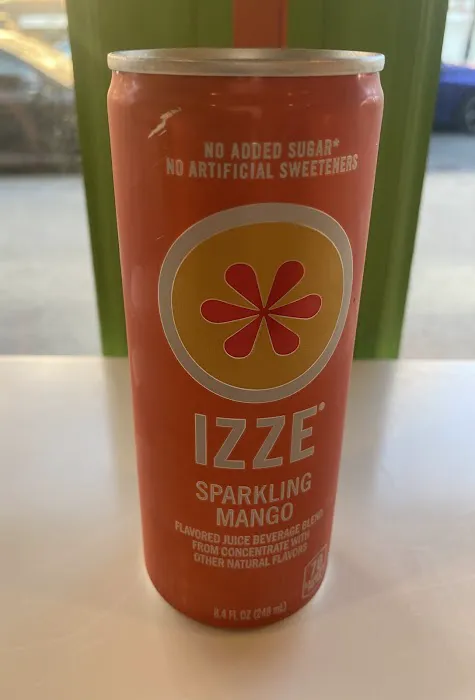 NO ADDED SUGAR*
NO ARTIFICIAL SWEETENERS
IZZE®
SPARKLING
MANGO
FLAVORED JUICE BEVERAGE BLEND
FROM CONCENTRATE WITH
OTHER NATURAL FLAVORS
8.4 FL OZ (248 mL)